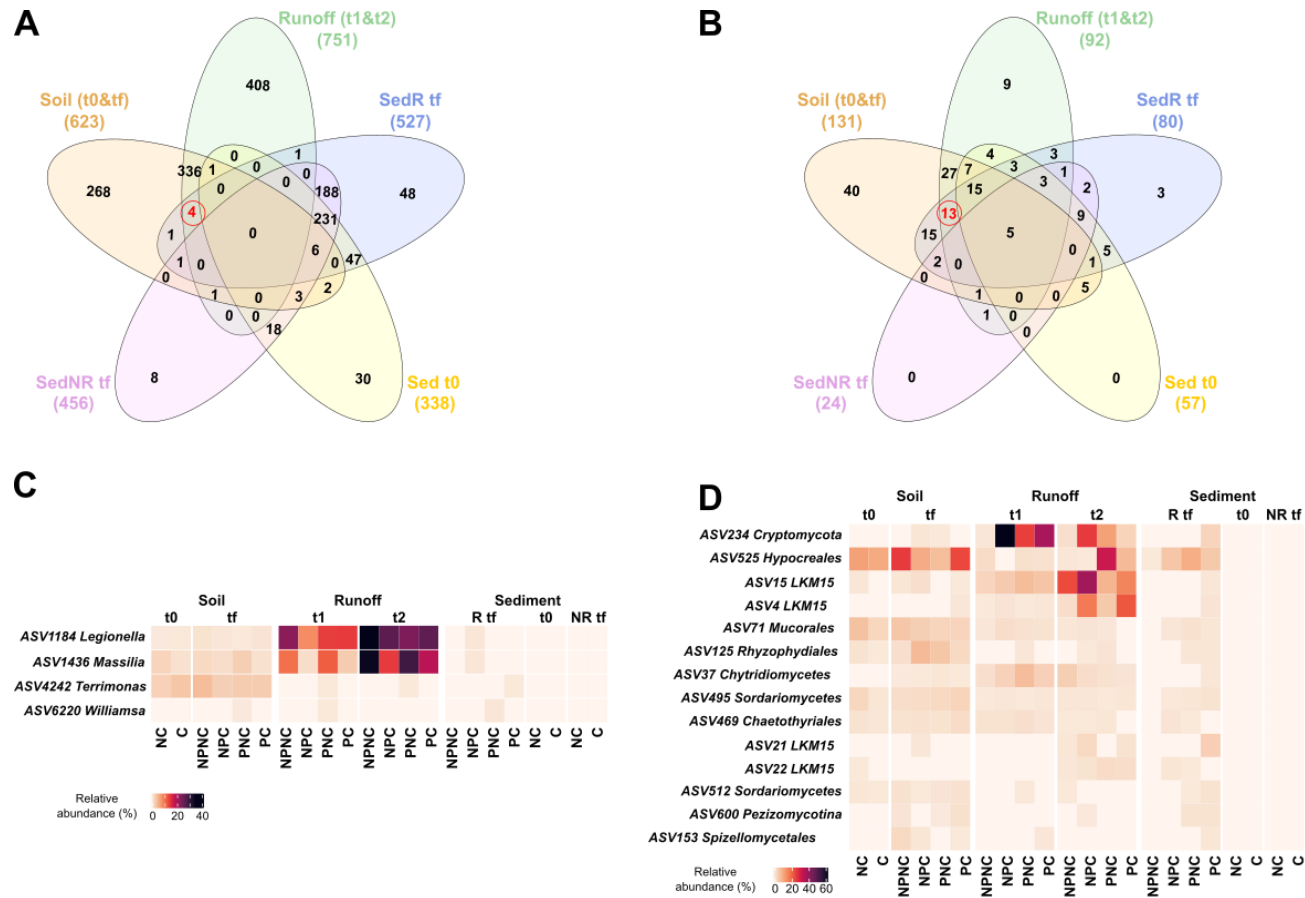 A
Runoff (t1&t2)
(751)
Soil (t0&tf)
(623)
SedR tf
(527)
408
268
336
1
0
0
1
0
0
0
188
48
4
231
1
0
6
0
47
1
0
0
2
1
0
3
0
0
18
8
30
SedNR tf
(456)
Sed t0
(338)
B
Runoff (t1&t2)
(92)
Soil (t0&tf)
(131)
SedR tf
(80)
9
40
27
7
4
3
3
1
15
3
2
3
13
9
5
15
0
5
2
0
1
0
5
1
0
0
1
0
0
0
0
SedNR tf
(24)
Sed t0
(57)
C
Soil Runoff Sediment
t0 tf t1 t2 R tf t0 NR tf
ASV1184 Legionella
ASV1436 Massilia
ASV4242 Terrimonas
ASV6220 Williamsa
NC C NPNC NPC PNC PC NPNC NPC PNC PC NPNC NPC PNC PC NPNC NPC PNC PC NC C NC C
Relative
abundance (%) 0 20 40
D
Soil Runoff Sediment
t0 tf t1 t2 R tf t0 NR tf
ASV234 Cryptomycota
ASV525 Hypocreales
ASV15 LKM15
ASV4 LKM15
ASV71 Mucorales
ASV125 Rhyzophydiales
ASV37 Chytridiomycetes
ASV495 Sordariomycetes
ASV469 Chaetothyriales
ASV21 LKM15
ASV22 LKM15
ASV512 Sordariomycetes
ASV600 Pezizomycotina
ASV153 Spizellomycetales
NC C NPNC NPC PNC PC NPNC NPC PNC PC NPNC NPC PNC PC NPNC NPC PNC PC NC C NC C
Relative
abundance (%) 0 20 40 60